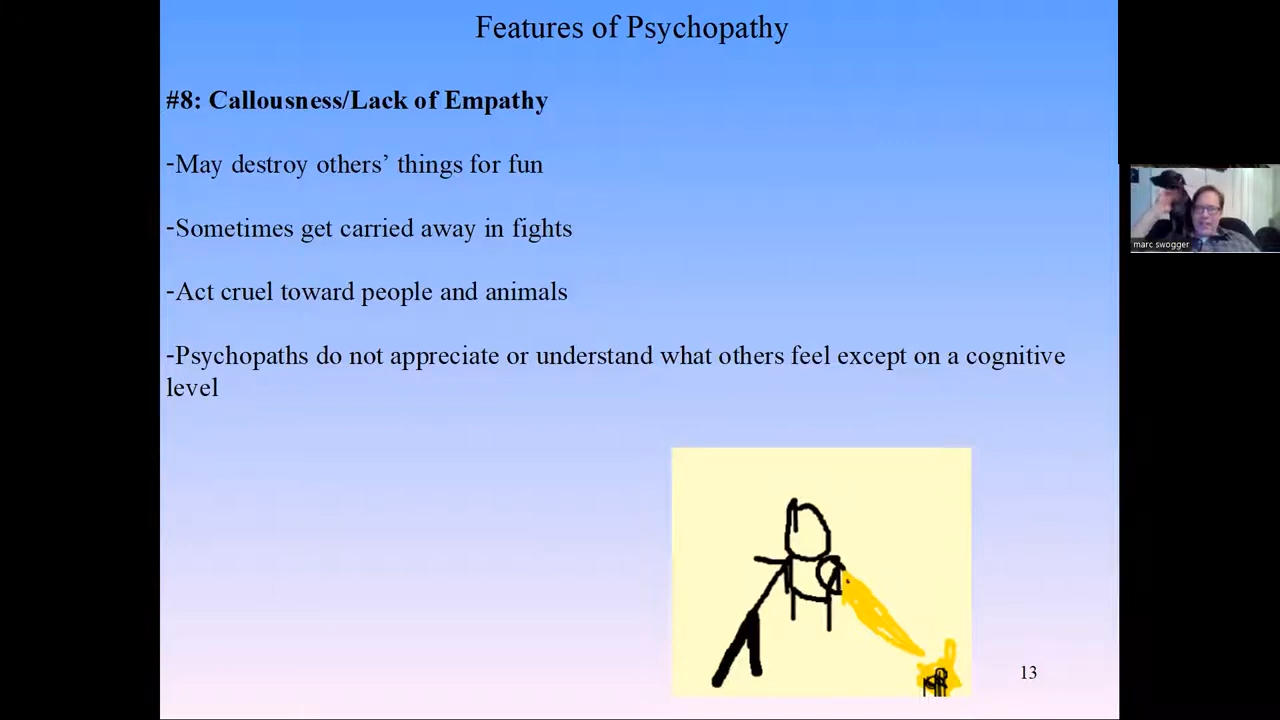 Features of Psychopathy
#8: Callousness/Lack of Empathy
-May destroy others’ things for fun
-Sometimes get carried away in fights
-Act cruel toward people and animals
-Psychopaths do not appreciate or understand what others feel except on a cognitive
level
marc swogger
13